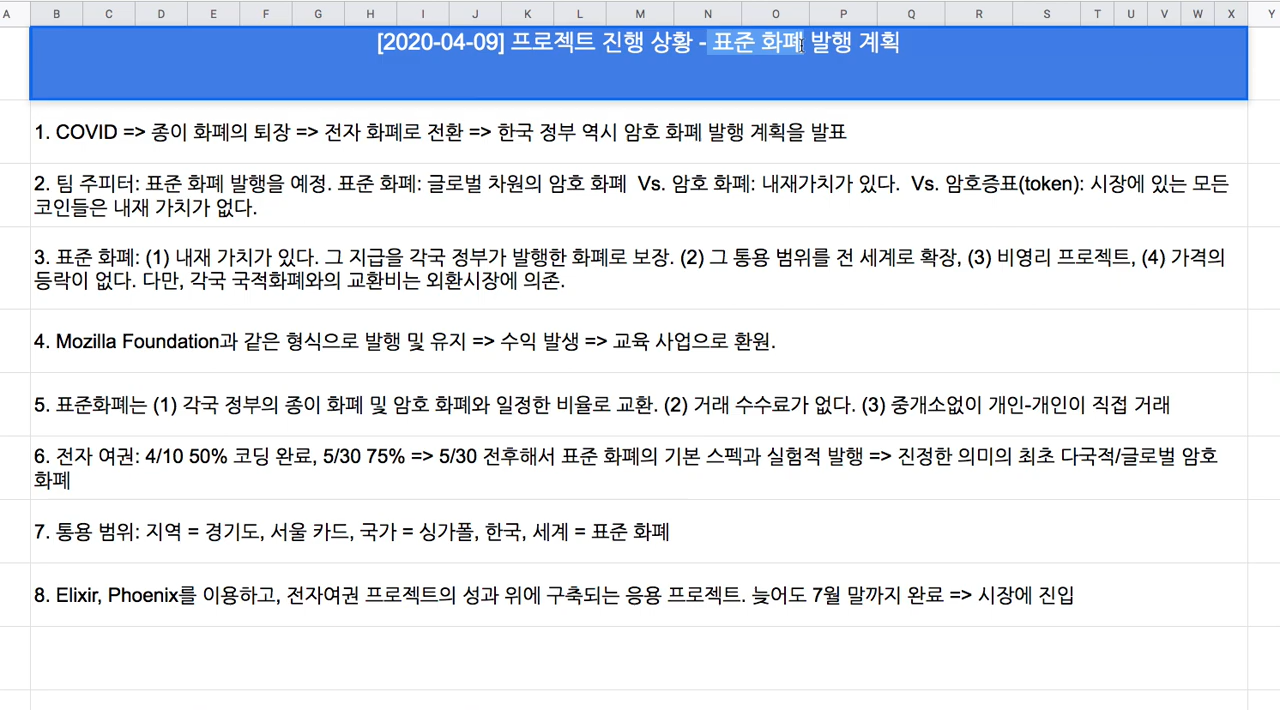 A B C D E F G H I J K L M N O P Q R S T U V W X Y
[2020-04-09] 프로젝트 진행 상황 - 표준 화폐 발행 계획
1. COVID => 종이 화폐의 퇴장 => 전자 화폐로 전환 => 한국 정부 역시 암호 화폐 발행 계획을 발표
2. 팀 주피터: 표준 화폐 발행을 예정. 표준 화폐: 글로벌 차원의 암호 화폐  Vs. 암호 화폐: 내재가치가 있다.  Vs. 암호증표(token): 시장에 있는 모든
코인들은 내재 가치가 없다.
3. 표준 화폐: (1) 내재 가치가 있다. 그 지급을 각국 정부가 발행한 화폐로 보장. (2) 그 통용 범위를 전 세계로 확장, (3) 비영리 프로젝트, (4) 가격의
등락이 없다. 다만, 각국 국적화폐와의 교환비는 외환시장에 의존.
4. Mozilla Foundation과 같은 형식으로 발행 및 유지 => 수익 발생 => 교육 사업으로 환원.
5. 표준화폐는 (1) 각국 정부의 종이 화폐 및 암호 화폐와 일정한 비율로 교환. (2) 거래 수수료가 없다. (3) 중개소없이 개인-개인이 직접 거래
6. 전자 여권: 4/10 50% 코딩 완료, 5/30 75% => 5/30 전후해서 표준 화폐의 기본 스펙과 실험적 발행 => 진정한 의미의 최초 다국적/글로벌 암호
화폐
7. 통용 범위: 지역 = 경기도, 서울 카드, 국가 = 싱가폴, 한국, 세계 = 표준 화폐
8. Elixir, Phoenix를 이용하고, 전자여권 프로젝트의 성과 위에 구축되는 응용 프로젝트. 늦어도 7월 말까지 완료 => 시장에 진입